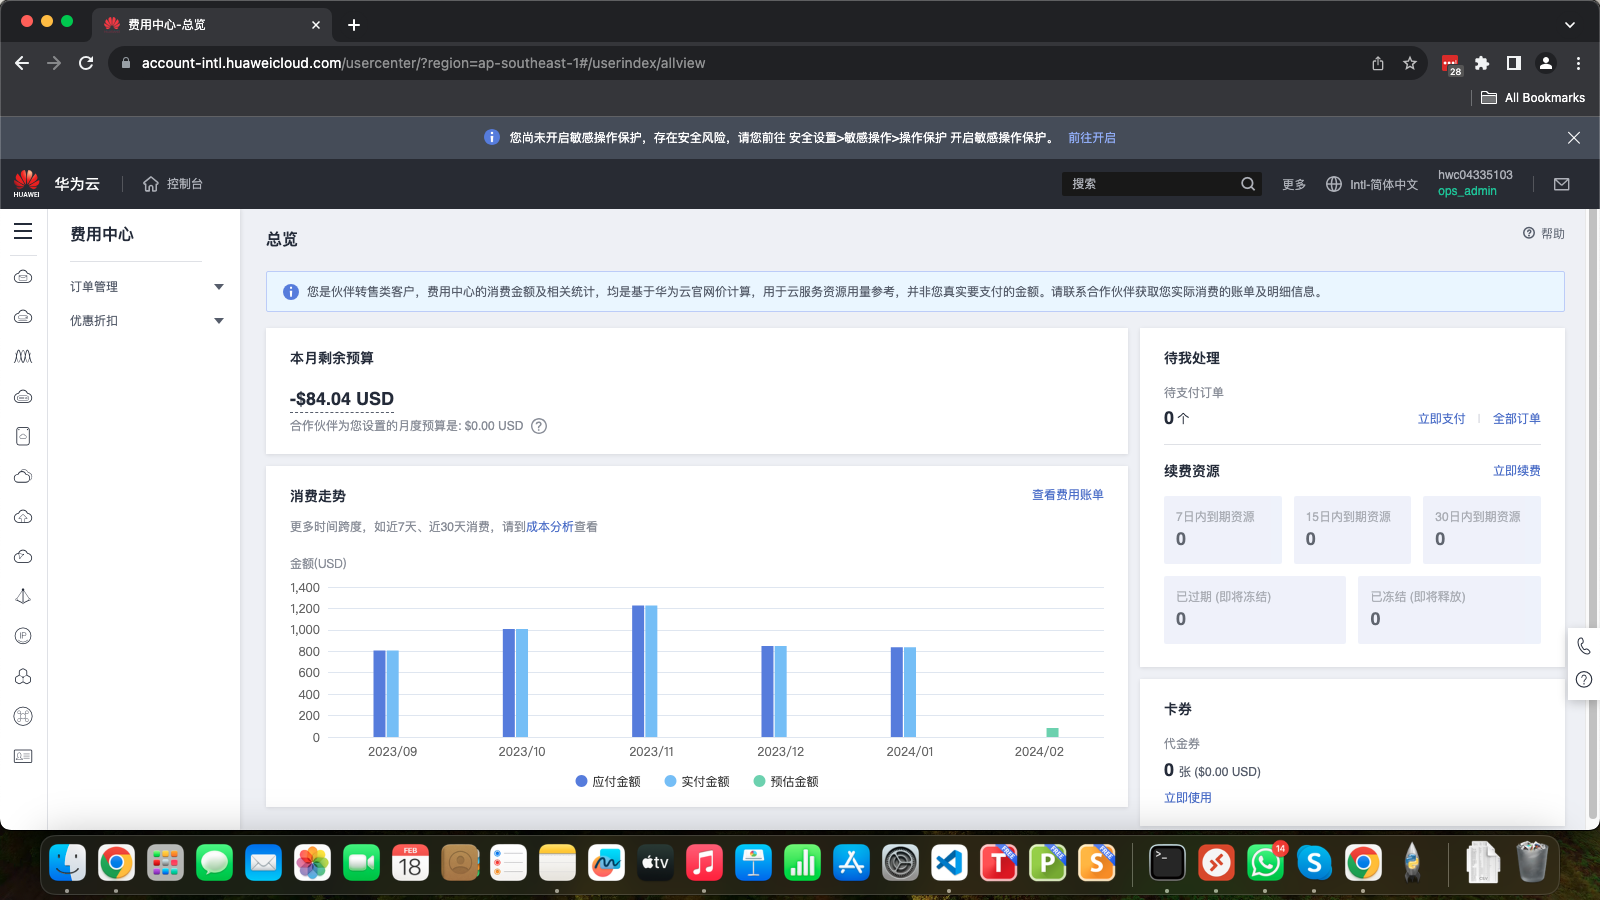 费用中心-总览
account-intl.huaweicloud.com/usercenter/?region=ap-southeast-1#/userindex/allview
28
All Bookmarks
您尚未开启敏感操作保护，存在安全风险，请您前往 安全设置>敏感操作>操作保护 开启敏感操作保护。 前往开启
HUAWEI
华为云
控制台
搜索
更多
Intl-简体中文
hwc04335103
ops_admin
费用中心
订单管理
优惠折扣
IP
总览
帮助
您是伙伴转售类客户，费用中心的消费金额及相关统计，均是基于华为云官网价计算，用于云服务资源用量参考，并非您真实要支付的金额。请联系合作伙伴获取您实际消费的账单及明细信息。
本月剩余预算
-$84.04 USD
合作伙伴为您设置的月度预算是: $0.00 USD
消费走势
查看费用账单
更多时间跨度，如近7天、近30天消费，请到成本分析查看
金额(USD)
1,400
1,200
1,000
800
600
400
200
0
2023/09 2023/10 2023/11 2023/12 2024/01 2024/02
应付金额 实付金额 预估金额
待我处理
待支付订单
0 个
立即支付
全部订单
续费资源
立即续费
7日内到期资源
0
15日内到期资源
0
30日内到期资源
0
已过期 (即将冻结)
0
已冻结 (即将释放)
0
卡券
代金券
0 张 ($0.00 USD)
立即使用
FEB
18
tv
T FREE
P FREE
S FREE
14
S